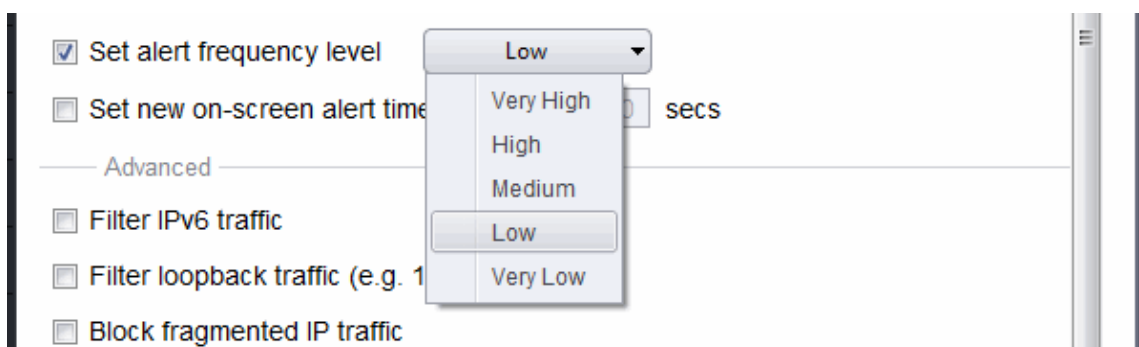 Set alert frequency level Low
Very High
Set new on-screen alert time secs
High
Advanced
Medium
Filter IPv6 traffic
Low
Filter loopback traffic (e.g. 1
Very Low
Block fragmented IP traffic